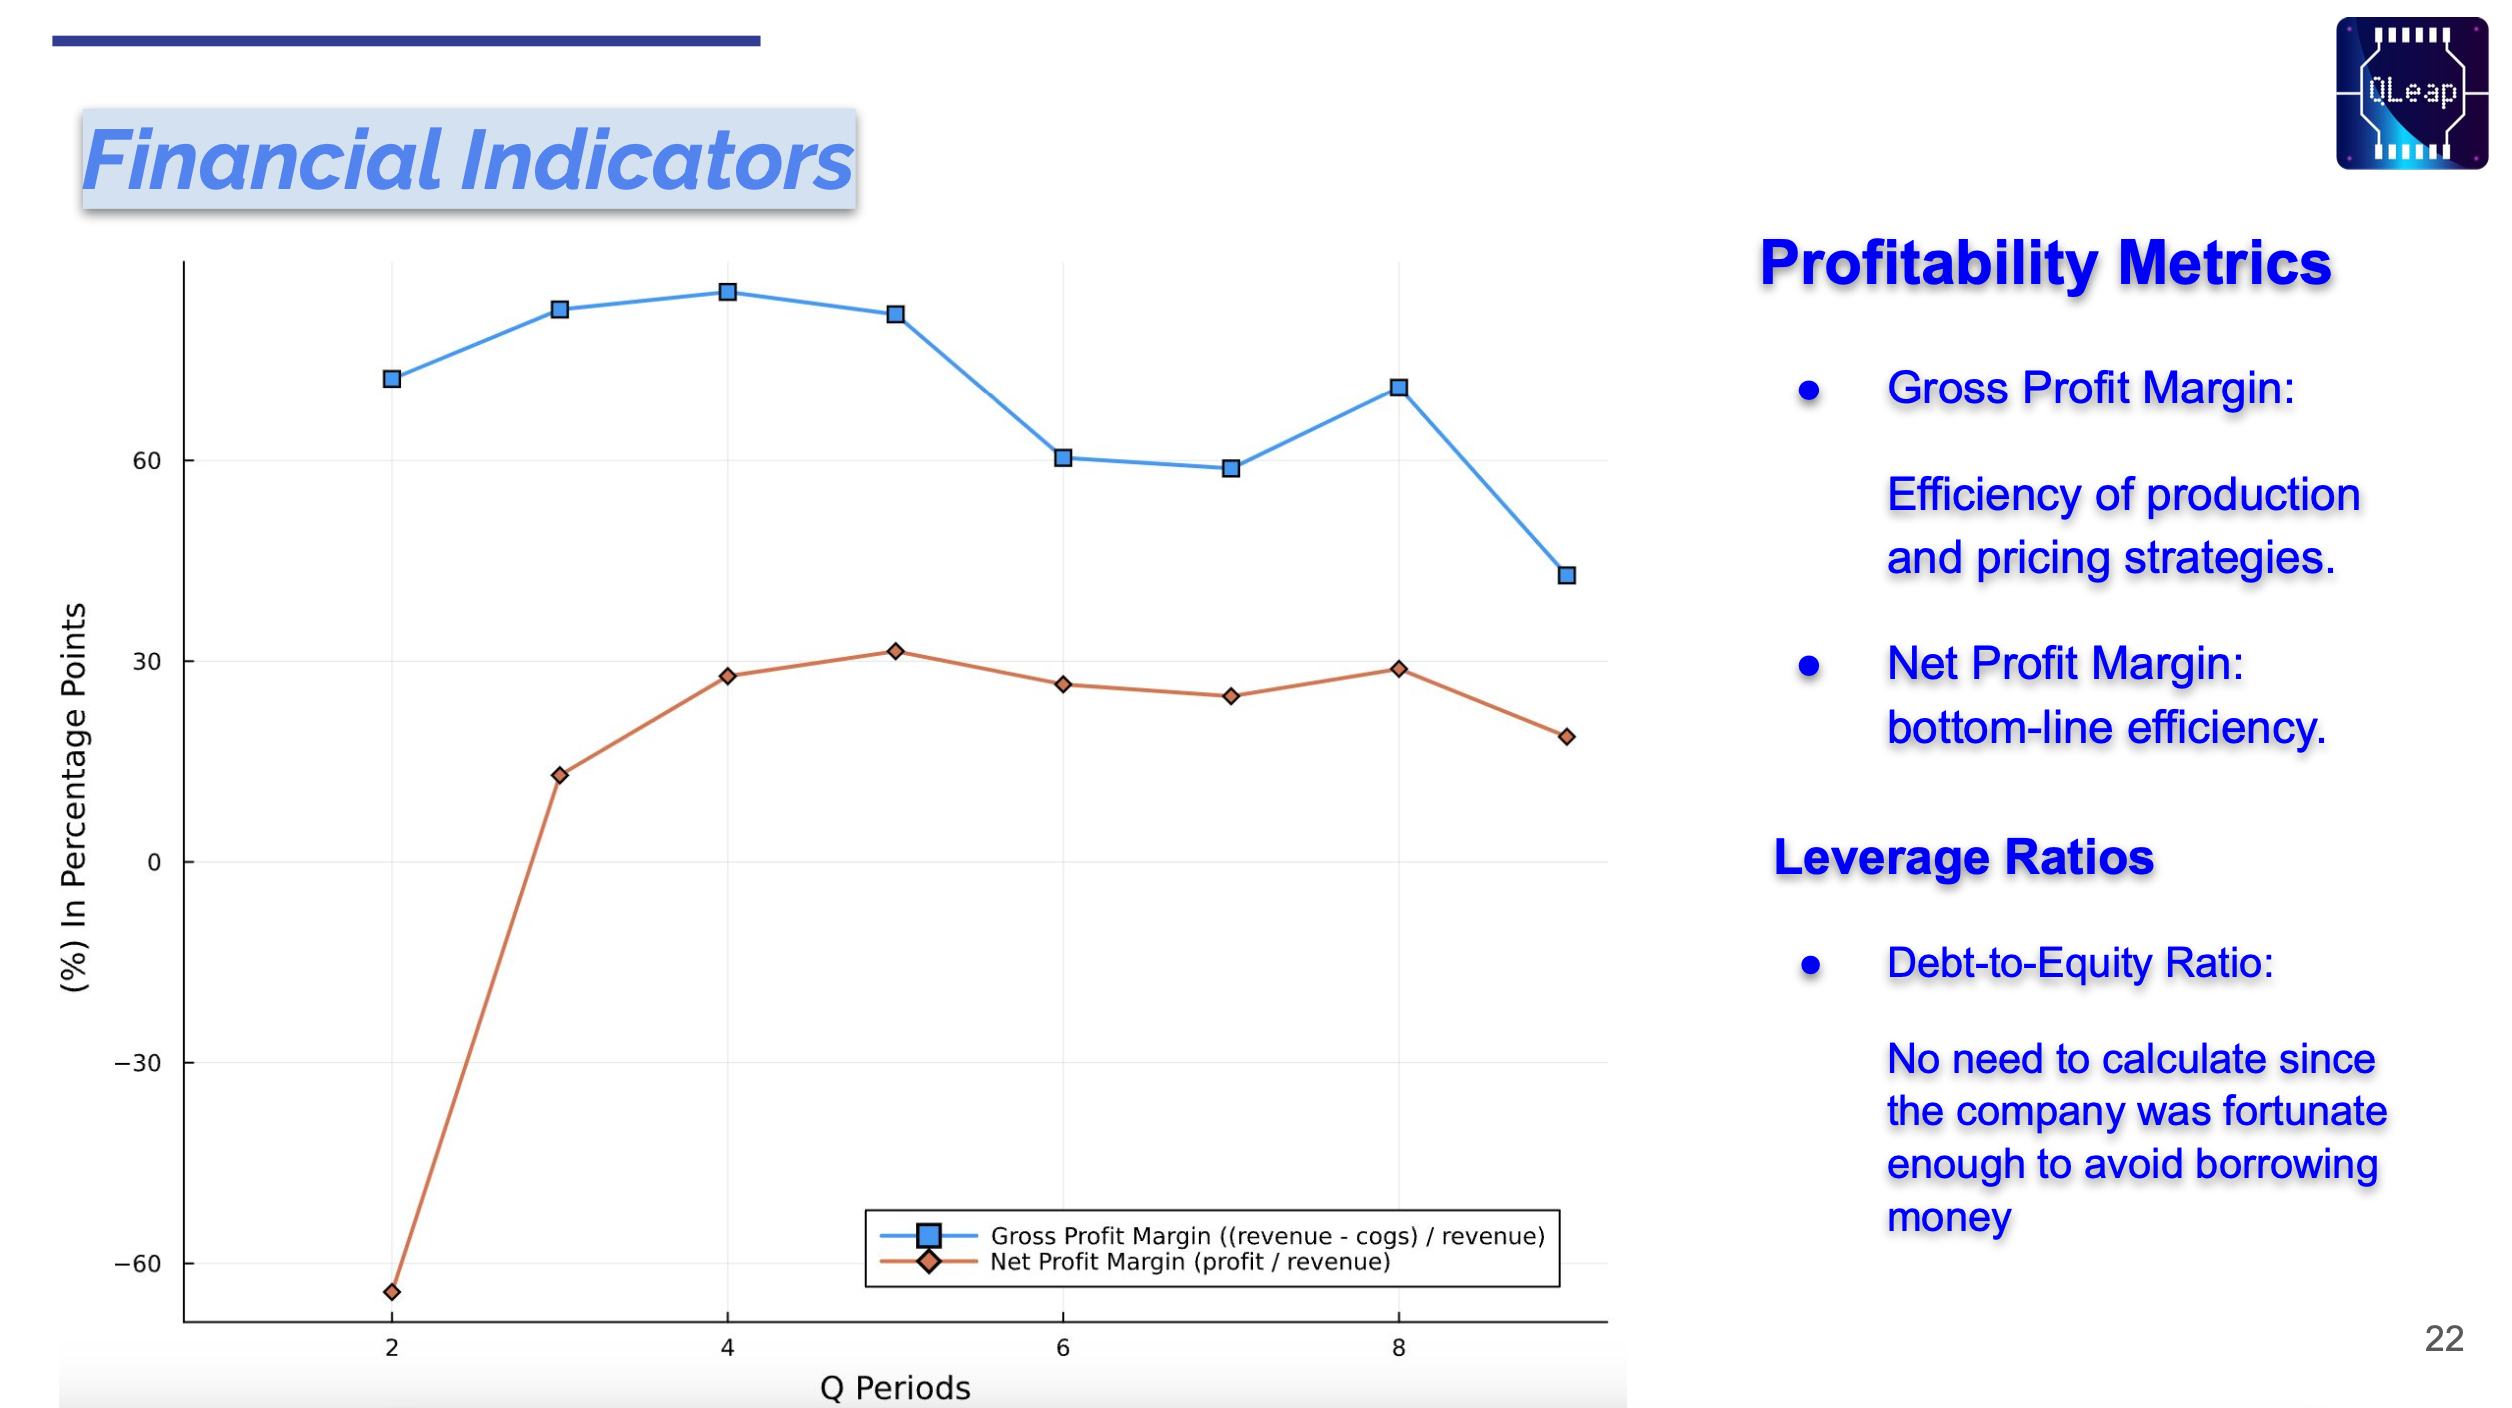 QLeap
Financial Indicators
60
30
0
−30
−60
(%) In Percentage Points
Gross Profit Margin ((revenue - cogs) / revenue)
Net Profit Margin (profit / revenue)
2
4
6
8
Q Periods
Profitability Metrics
● Gross Profit Margin:
Efficiency of production
and pricing strategies.
● Net Profit Margin:
bottom-line efficiency.
Leverage Ratios
● Debt-to-Equity Ratio:
No need to calculate since
the company was fortunate
enough to avoid borrowing
money
22